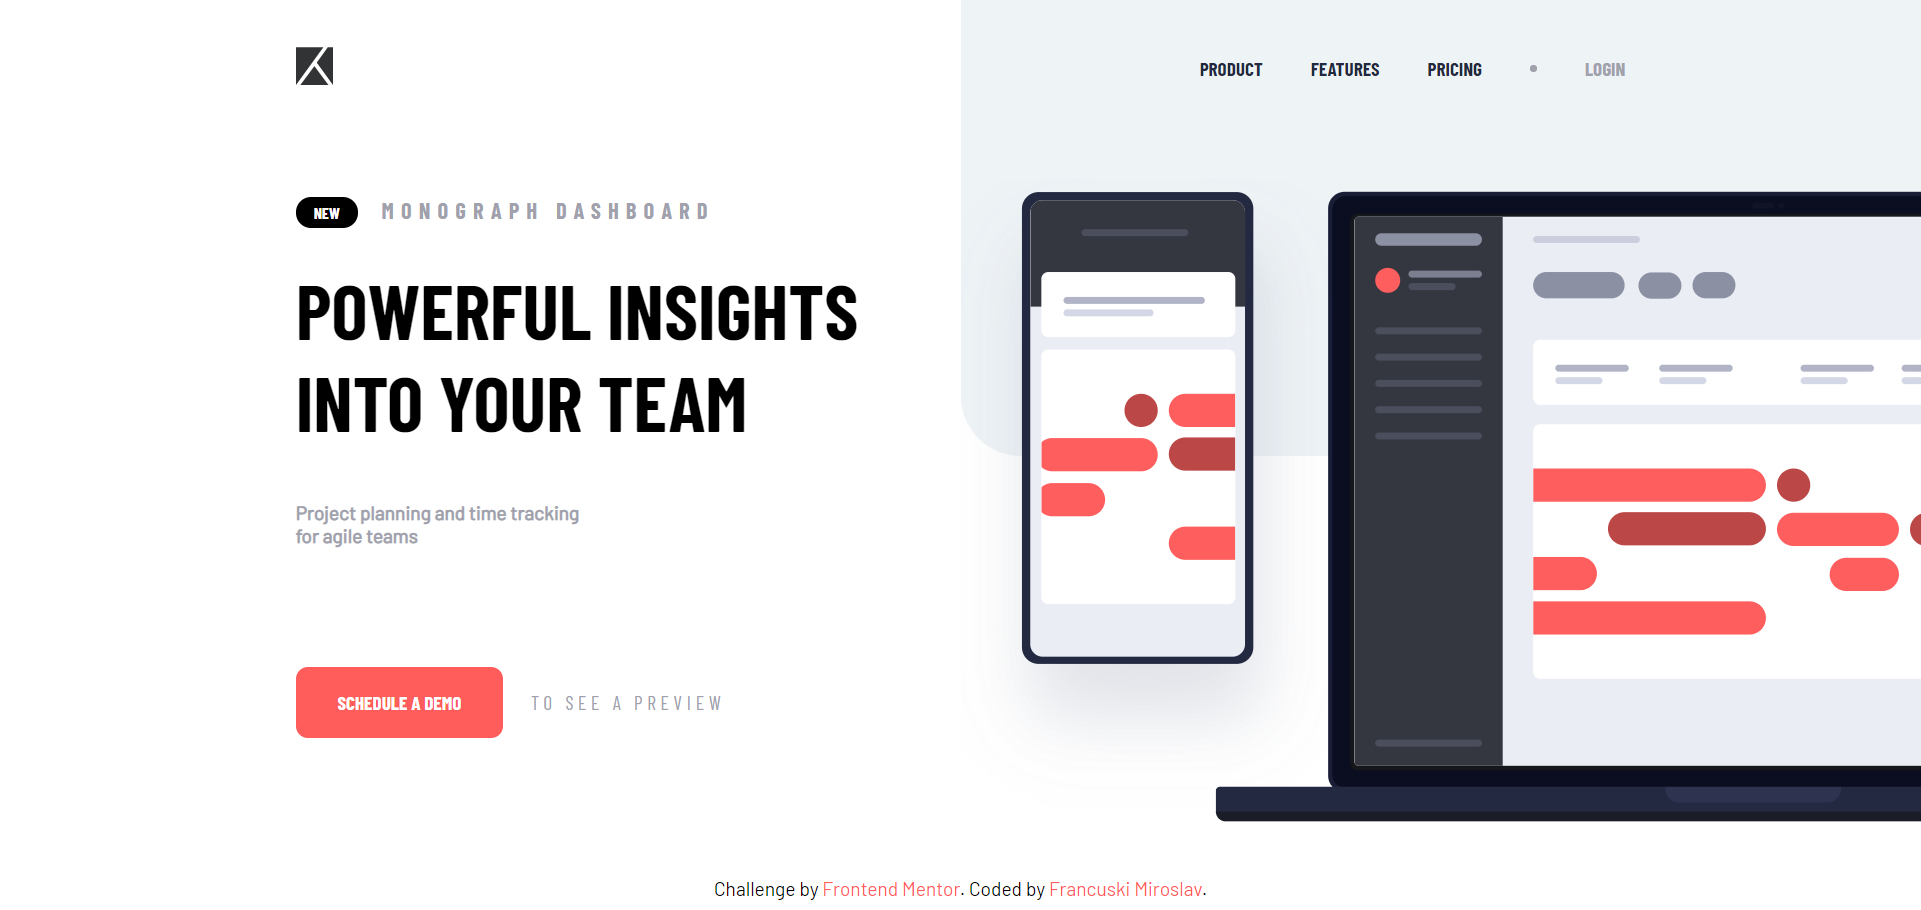 PRODUCT FEATURES PRICING LOGIN
NEW MONOGRAPH DASHBOARD
POWERFUL INSIGHTS
INTO YOUR TEAM
Project planning and time tracking
for agile teams
SCHEDULE A DEMO TO SEE A PREVIEW
Challenge by Frontend Mentor. Coded by Francuski Miroslav.